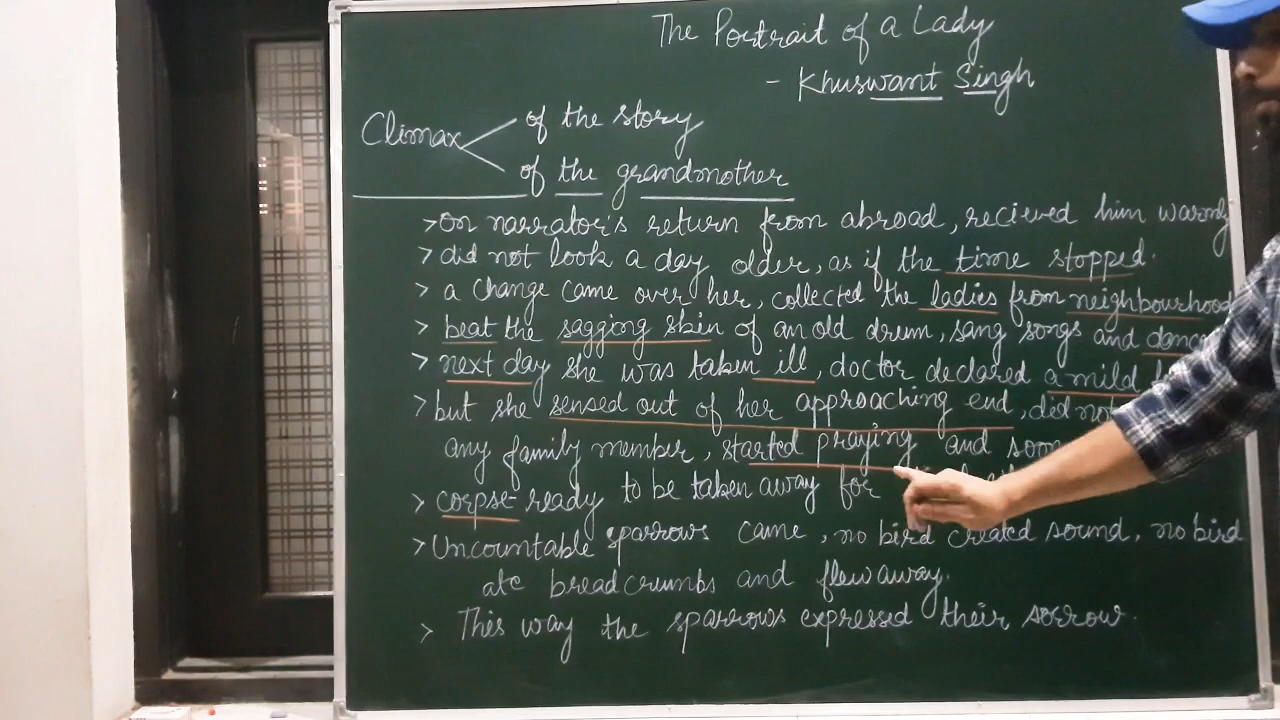 The Portrait of a Lady
- Khuswant Singh
Climax
of the story
of the grandmother
> On narrator's return from abroad, recieved him warmly
> did not look a day older, as if the time stopped.
> a change came over her, collected the ladies from neighbourhood
> beat the sagging skin of an old drum, sang songs and
> next day she was taken ill, doctor declared a mild
> but she sensed out of her approaching end, did not
any family member, started praying and soon
> corpse ready to be taken away for
> Uncountable sparrows came, no bird created sound, no bird
ate breadcrumbs and flew away.
> This way the sparrows expressed their sorrow.